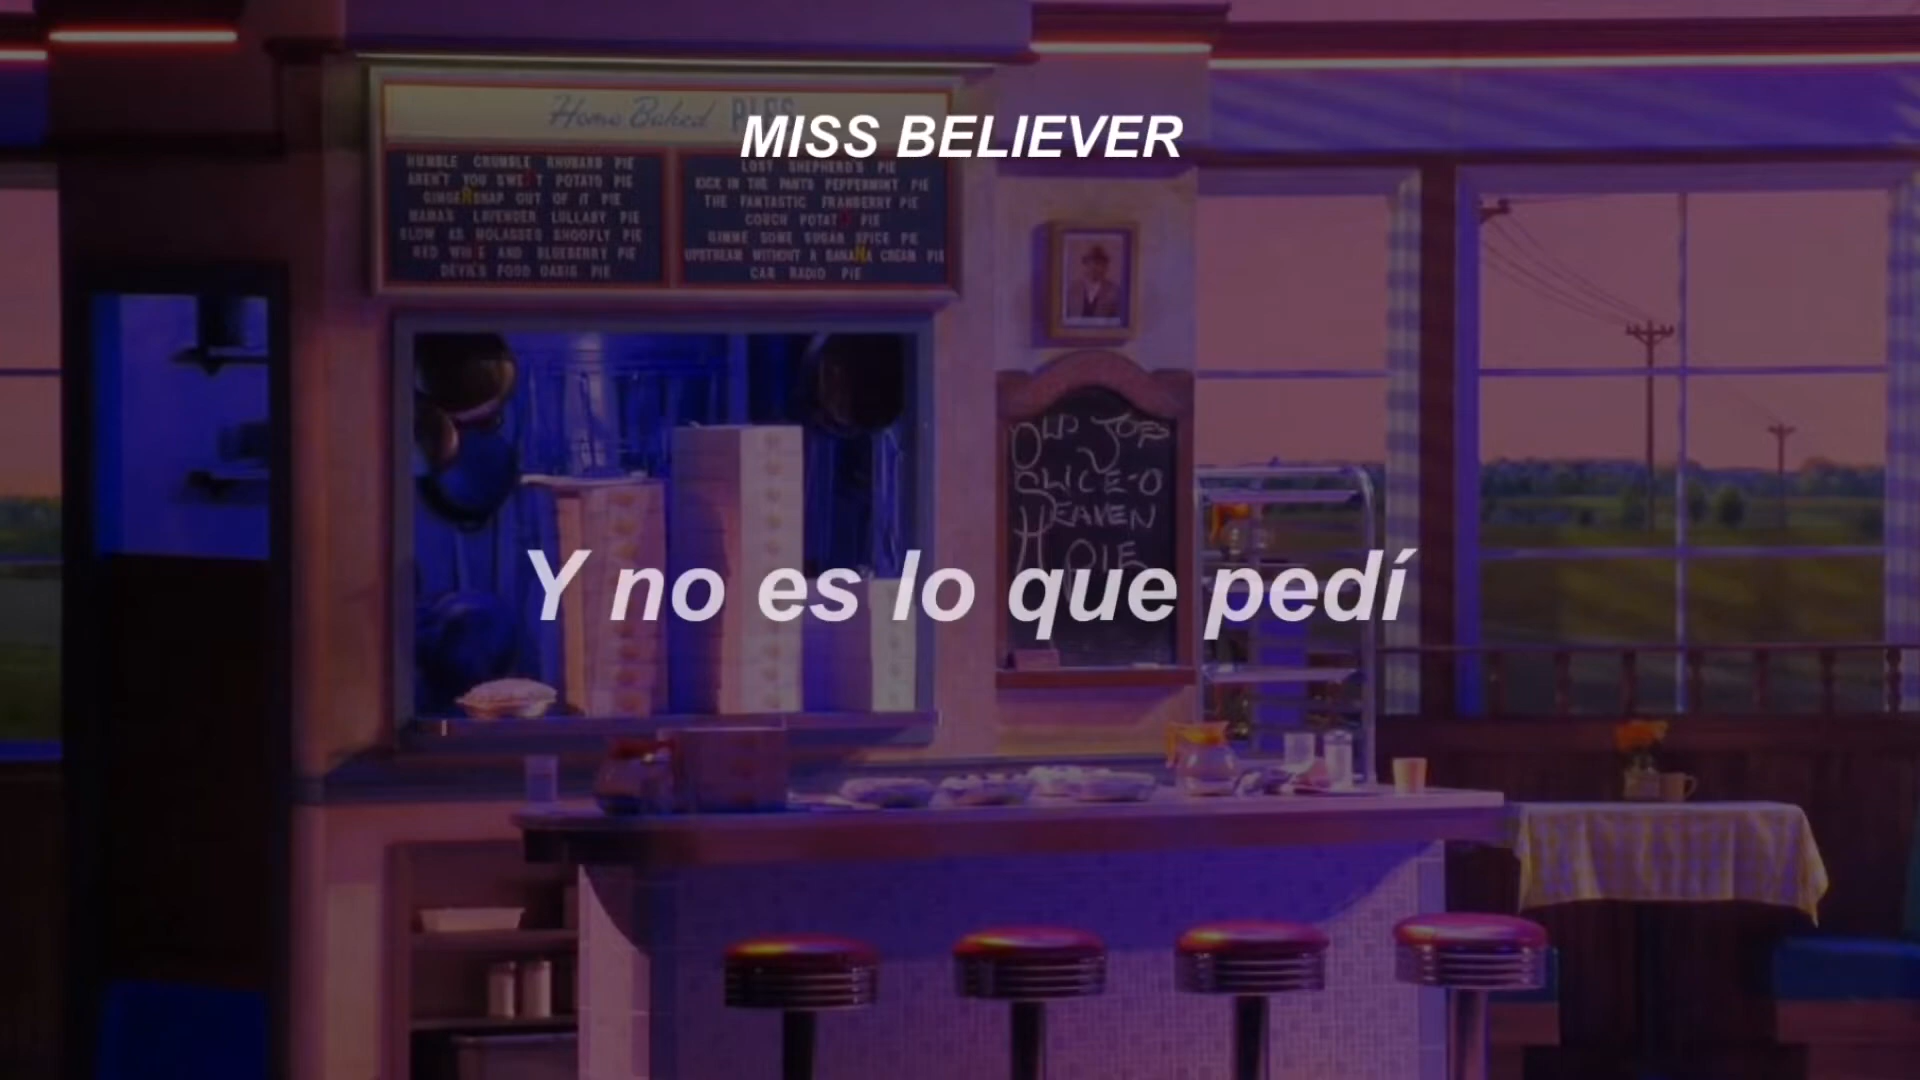 Home Baked PIES
MISS BELIEVER
HUMBLE CRUMBLE RHUBARB PIE
AREN'T YOU SWEET POTATO PIE
GINGERSNAP OUT OF IT PIE
MAMA'S LAVENDER LULLABY PIE
SLOW AS MOLASSES SHOOFLY PIE
RED WHITE AND BLUEBERRY PIE
DEVIL'S FOOD OASIS PIE
LOST SHEPHERD'S PIE
KICK IN THE PANTS PEPPERMINT PIE
THE FANTASTIC FRANBERRY PIE
COUCH POTATO PIE
GIMME SOME SUGAR SPICE PIE
UPSTREAM WITHOUT A BANANA CREAM PIE
CAR RADIO PIE
OLD JOE'S
SLICE-O
HEAVEN
PIE
Y no es lo que pedí